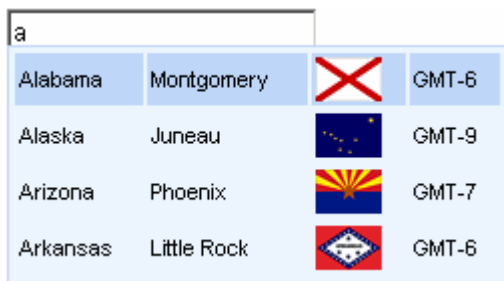 a
Alabama Montgomery GMT-6
Alaska Juneau GMT-9
Arizona Phoenix GMT-7
Arkansas Little Rock GMT-6